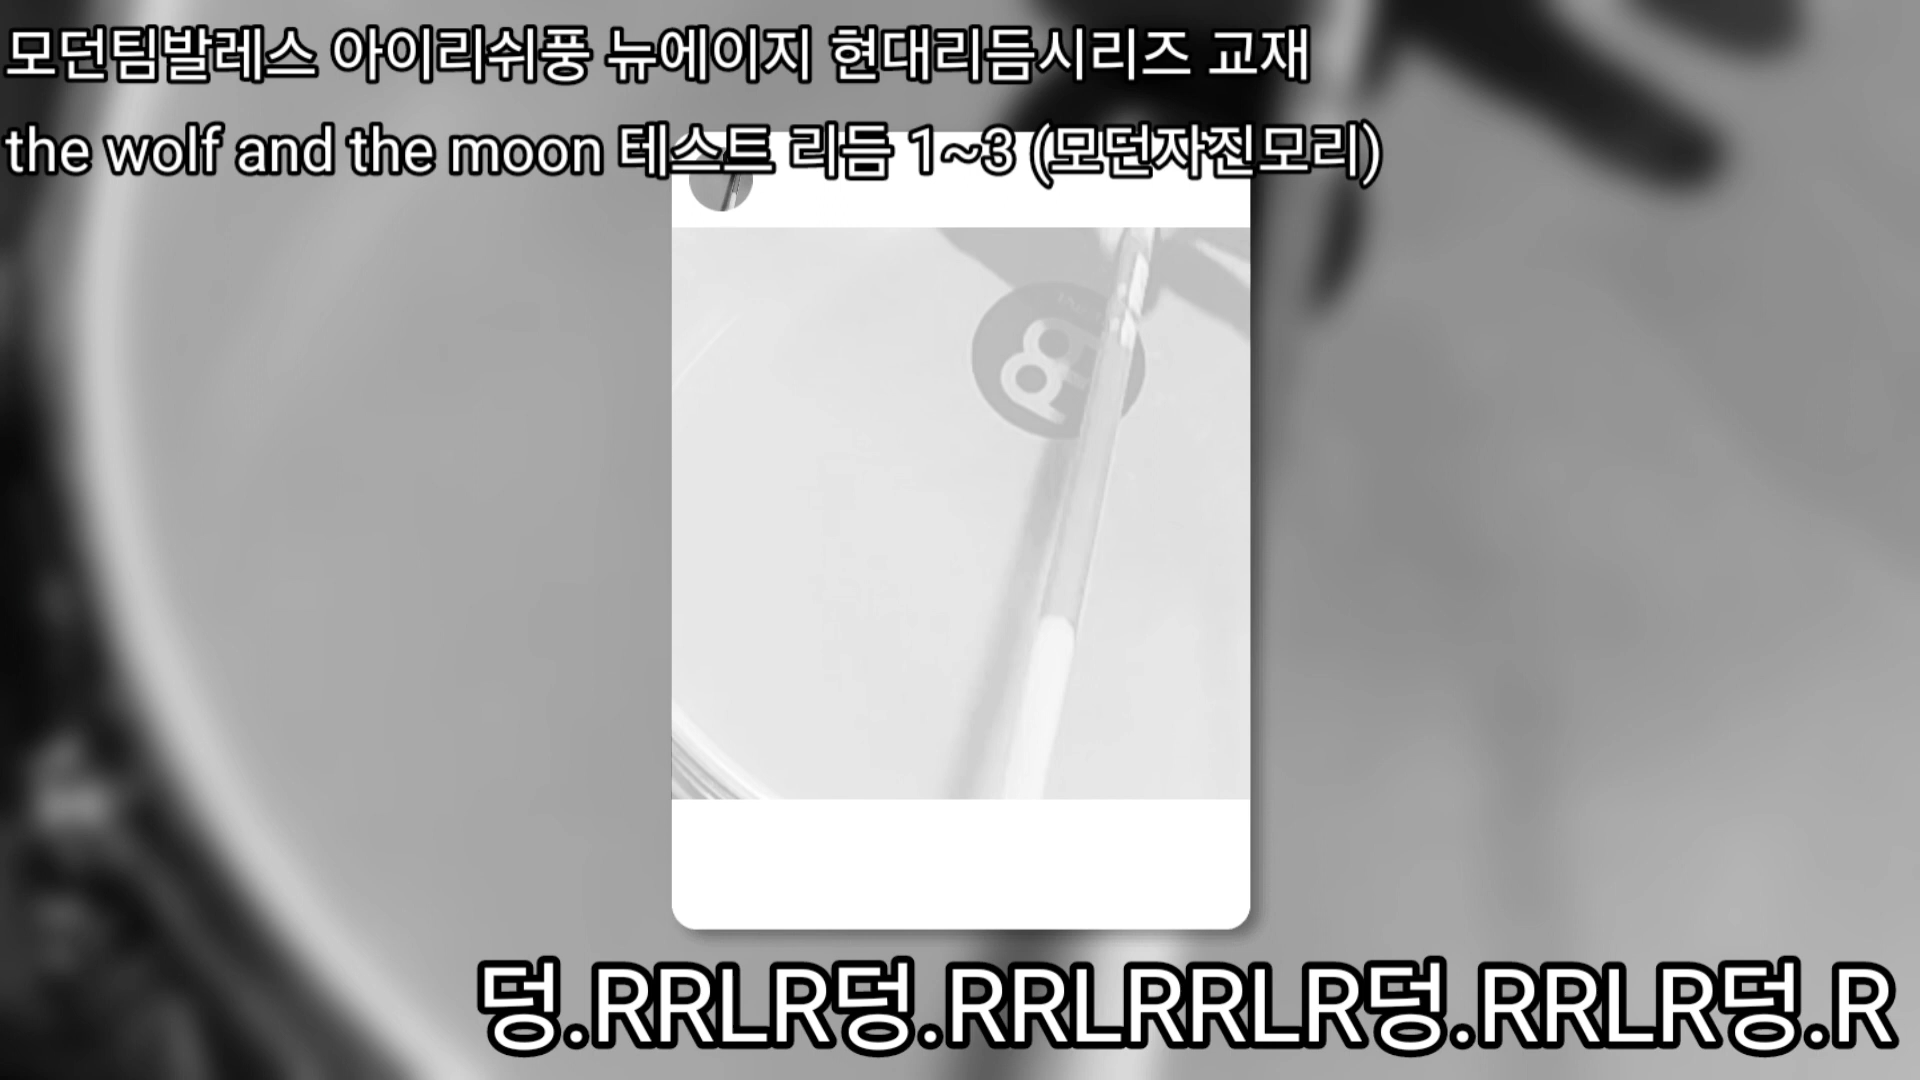 모던팀발레스 아이리쉬풍 뉴에이지 현대리듬시리즈 교재
the wolf and the moon 테스트 리듬 1~3 (모던자진모리)
덩.RRLR덩.RRLRRLR덩.RRLR덩.R